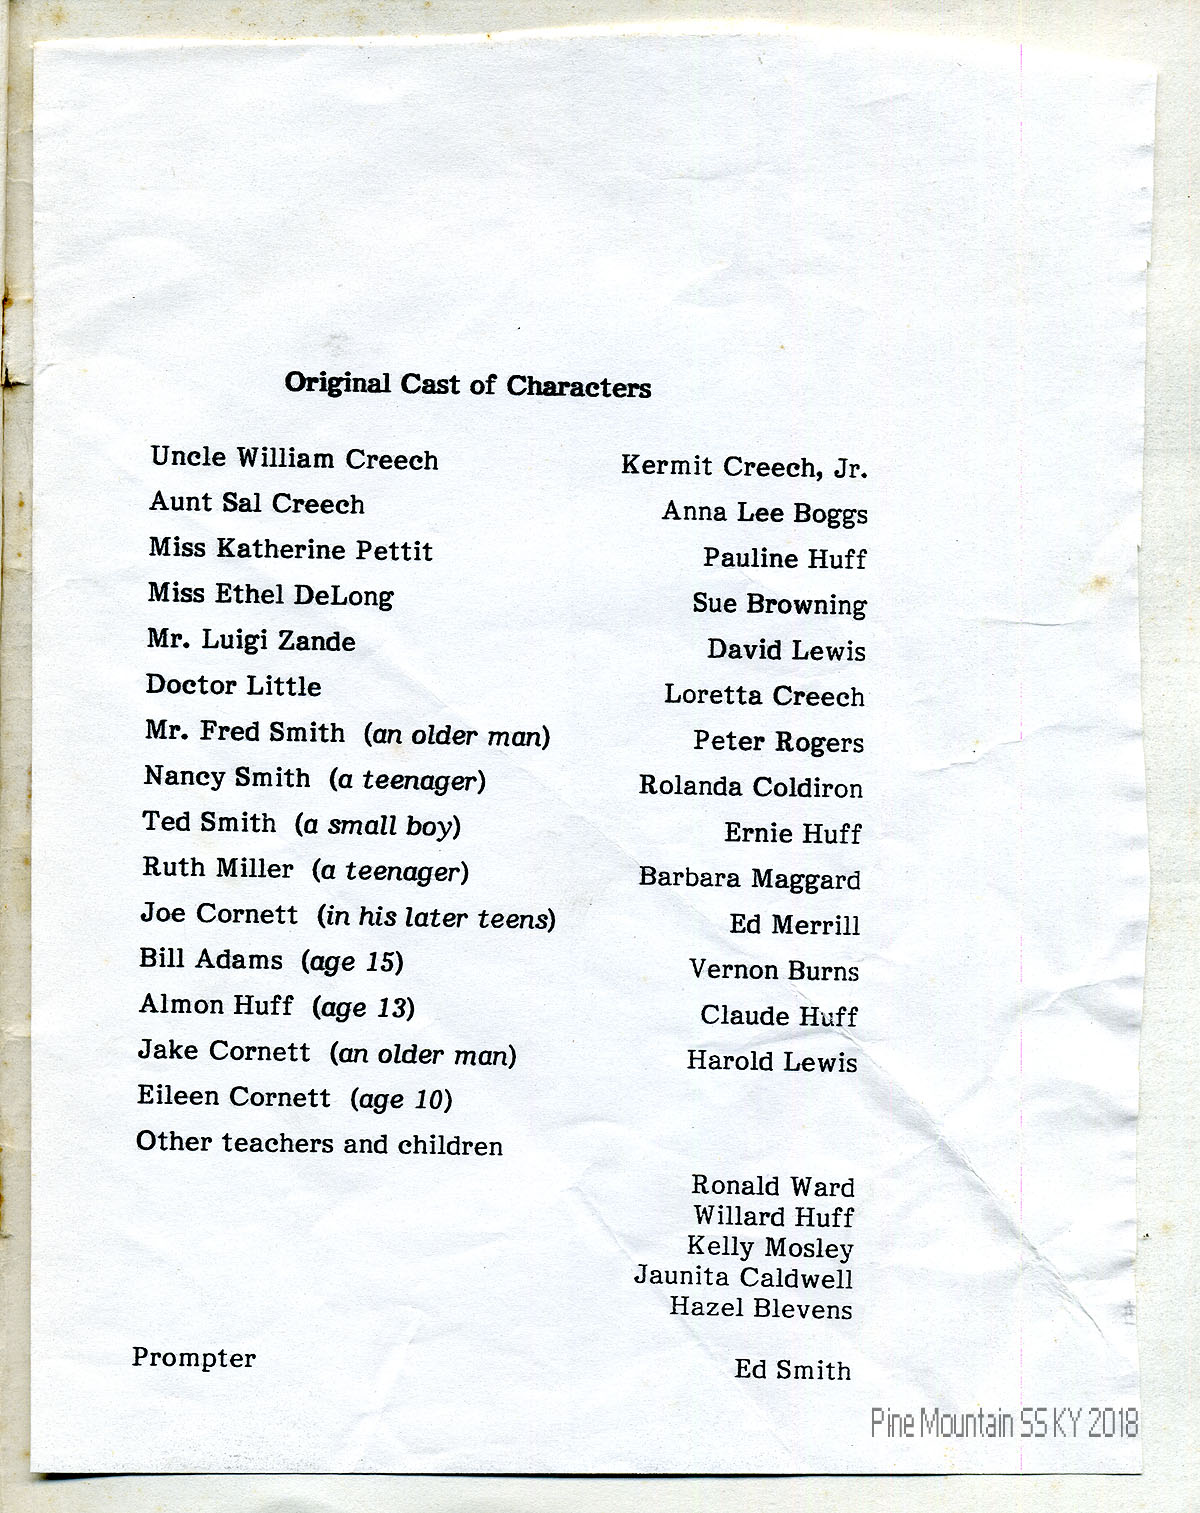 Original Cast of Characters
Uncle William Creech Kermit Creech, Jr.
Aunt Sal Creech Anna Lee Boggs
Miss Katherine Pettit Pauline Huff
Miss Ethel DeLong Sue Browning
Mr. Luigi Zande David Lewis
Doctor Little Loretta Creech
Mr. Fred Smith (an older man) Peter Rogers
Nancy Smith (a teenager) Rolanda Coldiron
Ted Smith (a small boy) Ernie Huff
Ruth Miller (a teenager) Barbara Maggard
Joe Cornett (in his later teens) Ed Merrill
Bill Adams (age 15) Vernon Burns
Almon Huff (age 13) Claude Huff
Jake Cornett (an older man) Harold Lewis
Eileen Cornett (age 10)
Other teachers and children
Ronald Ward
Willard Huff
Kelly Mosley
Jaunita Caldwell
Hazel Blevens
Prompter Ed Smith
Pine Mountain SS KY 2018